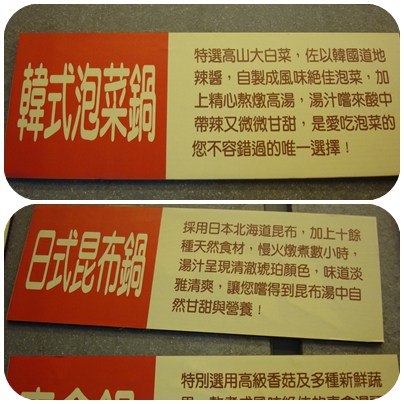 韓式泡菜鍋
特選高山大白菜，佐以韓國道地
辣醬，自製成風味絕佳泡菜，加
上精心熬燉高湯，湯汁嚐來酸中
帶辣又微微甘甜，是愛吃泡菜的
您不容錯過的唯一選擇！
日式昆布鍋
採用日本北海道昆布，加上十餘
種天然食材，慢火燉煮數小時，
湯汁呈現清澈琥珀顏色，味道淡
雅清爽，讓您嚐得到昆布湯中自
然甘甜與營養！
特別選用高級香菇及多種新鮮蔬